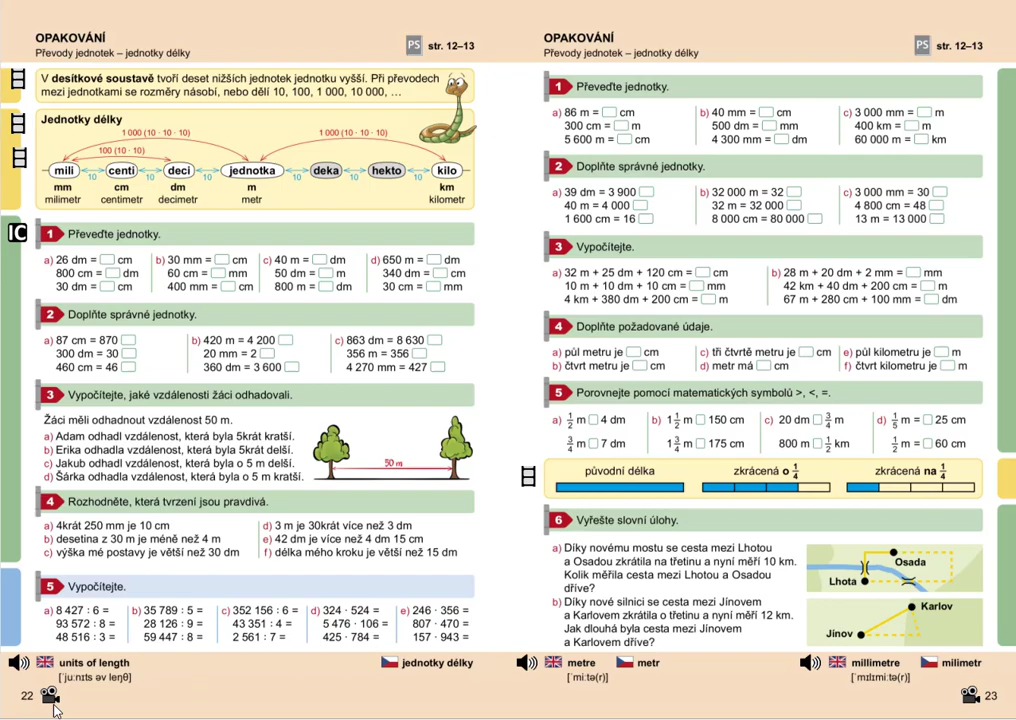 OPAKOVÁNÍ
Převody jednotek – jednotky délky
PS str. 12–13
V desítkové soustavě tvoří deset nižších jednotek jednotku vyšší. Při převodech
mezi jednotkami se rozměry násobí, nebo dělí 10, 100, 1 000, 10 000, …
Jednotky délky
1 000 (10 · 10 · 10)
1 000 (10 · 10 · 10)
100 (10 · 10)
mili 10 centi 10 deci 10 jednotka 10 deka 10 hekto 10 kilo
mm cm dm m km
milimetr centimetr decimetr metr kilometr
IC
1 Převeďte jednotky.
a) 26 dm = cm b) 30 mm = cm c) 40 m = dm d) 650 m = dm
800 cm = dm 60 cm = mm 50 dm = m 340 dm = cm
30 dm = cm 400 mm = cm 800 m = dm 30 cm = mm
2 Doplňte správné jednotky.
a) 87 cm = 870 b) 420 m = 4 200 c) 863 dm = 8 630
300 dm = 30 20 mm = 2 356 m = 356
460 cm = 46 360 dm = 3 600 4 270 mm = 427
3 Vypočítejte, jaké vzdálenosti žáci odhadovali.
Žáci měli odhadnout vzdálenost 50 m.
a) Adam odhadl vzdálenost, která byla 5krát kratší.
b) Erika odhadla vzdálenost, která byla 5krát delší.
c) Jakub odhadl vzdálenost, která byla o 5 m delší.
d) Šárka odhadla vzdálenost, která byla o 5 m kratší.
50 m
4 Rozhodněte, která tvrzení jsou pravdivá.
a) 4krát 250 mm je 10 cm d) 3 m je 30krát více než 3 dm
b) desetina z 30 m je méně než 4 m e) 42 dm je více než 4 dm 15 cm
c) výška mé postavy je větší než 30 dm f) délka mého kroku je větší než 15 dm
5 Vypočítejte.
a) 8 427 : 6 = b) 35 789 : 5 = c) 352 156 : 6 = d) 324 · 524 = e) 246 · 356 =
93 572 : 8 = 28 126 : 9 = 43 351 : 4 = 5 476 · 106 = 807 · 470 =
48 516 : 3 = 59 447 : 8 = 2 561 : 7 = 425 · 784 = 157 · 943 =
units of length jednotky délky
[ˈjuːnɪts əv leŋθ]
22
OPAKOVÁNÍ
Převody jednotek – jednotky délky
PS str. 12–13
1 Převeďte jednotky.
a) 86 m = cm b) 40 mm = cm c) 3 000 mm = m
300 cm = m 500 dm = mm 400 km = m
5 600 m = cm 4 300 mm = dm 60 000 m = km
2 Doplňte správné jednotky.
a) 39 dm = 3 900 b) 32 000 m = 32 c) 3 000 mm = 30
40 m = 4 000 32 m = 32 000 4 800 cm = 48
1 600 cm = 16 8 000 cm = 80 000 13 m = 13 000
3 Vypočítejte.
a) 32 m + 25 dm + 120 cm = cm b) 28 m + 20 dm + 2 mm = mm
10 m + 10 dm + 10 cm = mm 42 km + 40 dm + 200 cm = m
4 km + 380 dm + 200 cm = m 67 m + 280 cm + 100 mm = dm
4 Doplňte požadované údaje.
a) půl metru je cm c) tři čtvrtě metru je cm e) půl kilometru je m
b) čtvrt metru je cm d) metr má cm f) čtvrt kilometru je m
5 Porovnejte pomocí matematických symbolů >, <, =.
a) 1/2 m 4 dm b) 1 1/2 m 150 cm c) 20 dm 3/4 m d) 1/5 m = 25 cm
3/4 m 7 dm 1 3/4 m 175 cm 800 m 1/2 km 1/2 m = 60 cm
původní délka zkrácená o 1/4 zkrácená na 1/4
6 Vyřešte slovní úlohy.
a) Díky novému mostu se cesta mezi Lhotou
a Osadou zkrátila na třetinu a nyní měří 10 km.
Kolik měřila cesta mezi Lhotou a Osadou
dříve?
Osada
Lhota
b) Díky nové silnici se cesta mezi Jínovem
a Karlovem zkrátila o třetinu a nyní měří 12 km.
Jak dlouhá byla cesta mezi Jínovem
a Karlovem dříve?
Karlov
Jínov
metre metr millimetre milimetr
[ˈmiːtə(r)] [ˈmɪlɪmiːtə(r)]
23